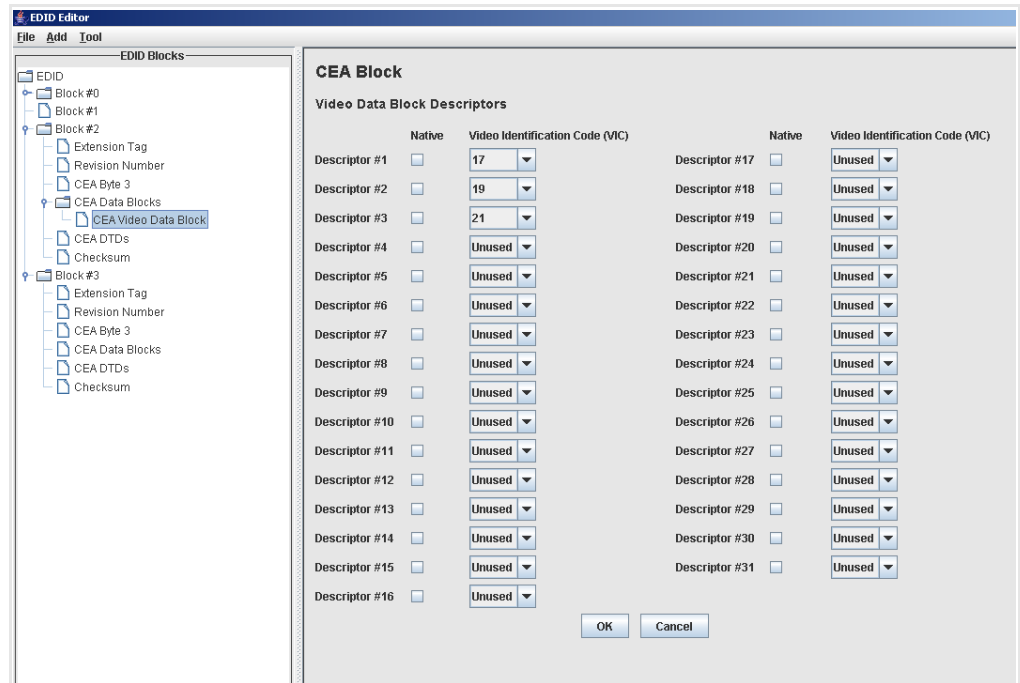 EDID Editor
File Add Tool
EDID Blocks
EDID
Block #0
Block #1
Block #2
Extension Tag
Revision Number
CEA Byte 3
CEA Data Blocks
CEA Video Data Block
CEA DTDs
Checksum
Block #3
Extension Tag
Revision Number
CEA Byte 3
CEA Data Blocks
CEA DTDs
Checksum
CEA Block
Video Data Block Descriptors
Native Video Identification Code (VIC) Native Video Identification Code (VIC)
Descriptor #1 17 Descriptor #17 Unused
Descriptor #2 19 Descriptor #18 Unused
Descriptor #3 21 Descriptor #19 Unused
Descriptor #4 Unused Descriptor #20 Unused
Descriptor #5 Unused Descriptor #21 Unused
Descriptor #6 Unused Descriptor #22 Unused
Descriptor #7 Unused Descriptor #23 Unused
Descriptor #8 Unused Descriptor #24 Unused
Descriptor #9 Unused Descriptor #25 Unused
Descriptor #10 Unused Descriptor #26 Unused
Descriptor #11 Unused Descriptor #27 Unused
Descriptor #12 Unused Descriptor #28 Unused
Descriptor #13 Unused Descriptor #29 Unused
Descriptor #14 Unused Descriptor #30 Unused
Descriptor #15 Unused Descriptor #31 Unused
Descriptor #16 Unused
OK Cancel